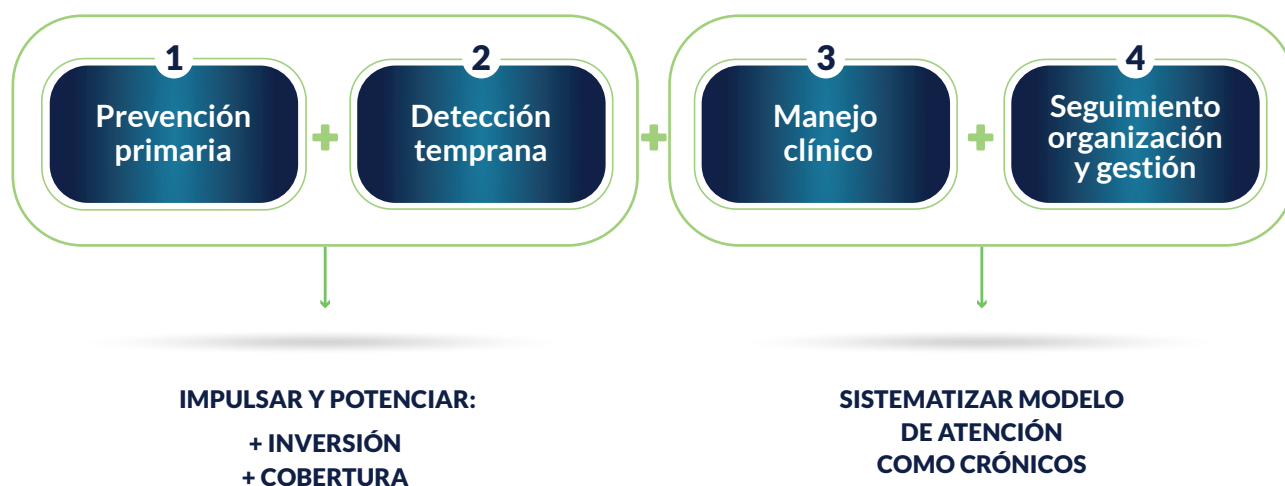 1
Prevención
primaria
+
2
Detección
temprana
+
3
Manejo
clínico
+
4
Seguimiento
organización
y gestión
IMPULSAR Y POTENCIAR:
+ INVERSIÓN
+ COBERTURA
SISTEMATIZAR MODELO
DE ATENCIÓN
COMO CRÓNICOS